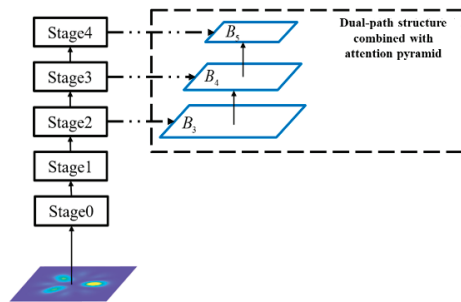 Stage4
Stage3
Stage2
Stage1
Stage0
B5
B4
B3
Dual-path structure
combined with
attention pyramid